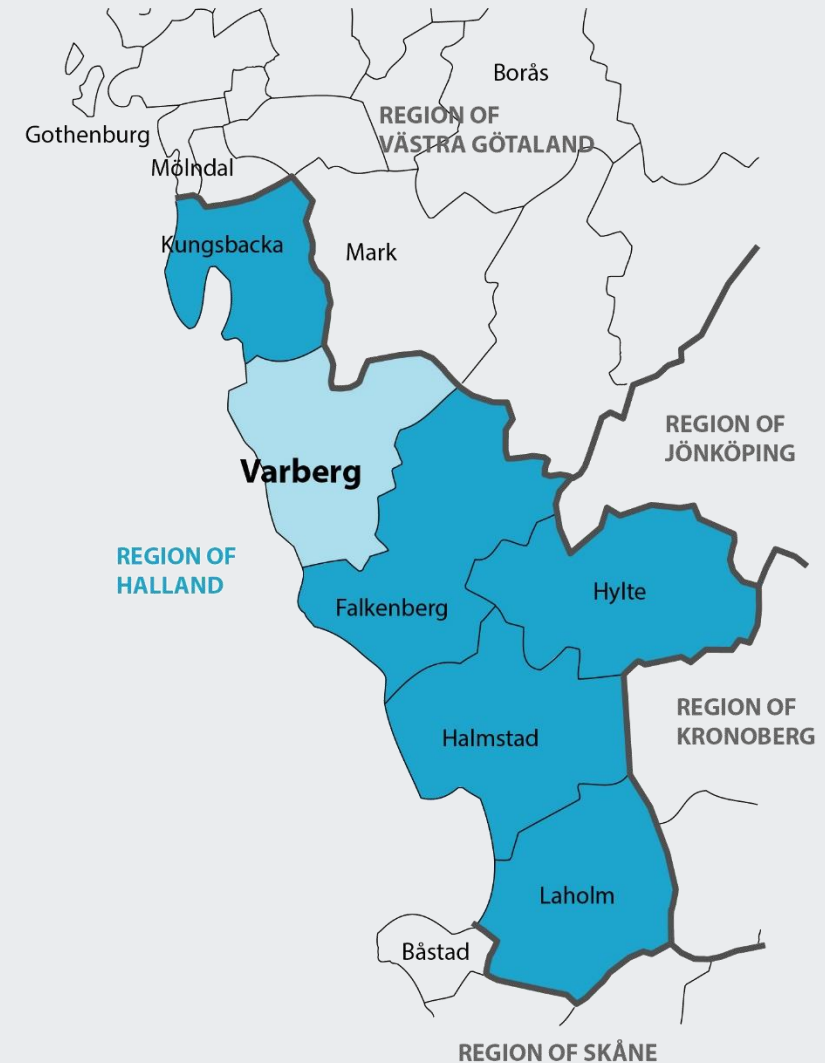 Borås
REGION OF
VÄSTRA GÖTALAND
Gothenburg
Mölndal
Kungsbacka
Mark
REGION OF
JÖNKÖPING
Varberg
REGION OF
HALLAND
Falkenberg
Hylte
REGION OF
KRONOBERG
Halmstad
Laholm
Båstad
REGION OF SKÅNE